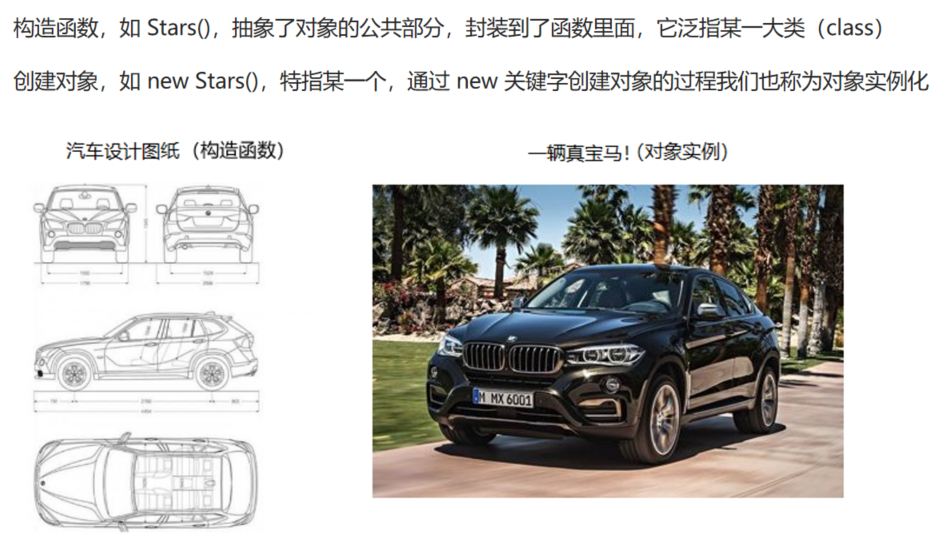 构造函数，如 Stars()，抽象了对象的公共部分，封装到了函数里面，它泛指某一大类（class）
创建对象，如 new Stars()，特指某一个，通过 new 关键字创建对象的过程我们也称为对象实例化
汽车设计图纸（构造函数）
一辆真宝马！（对象实例）
M MX 6001